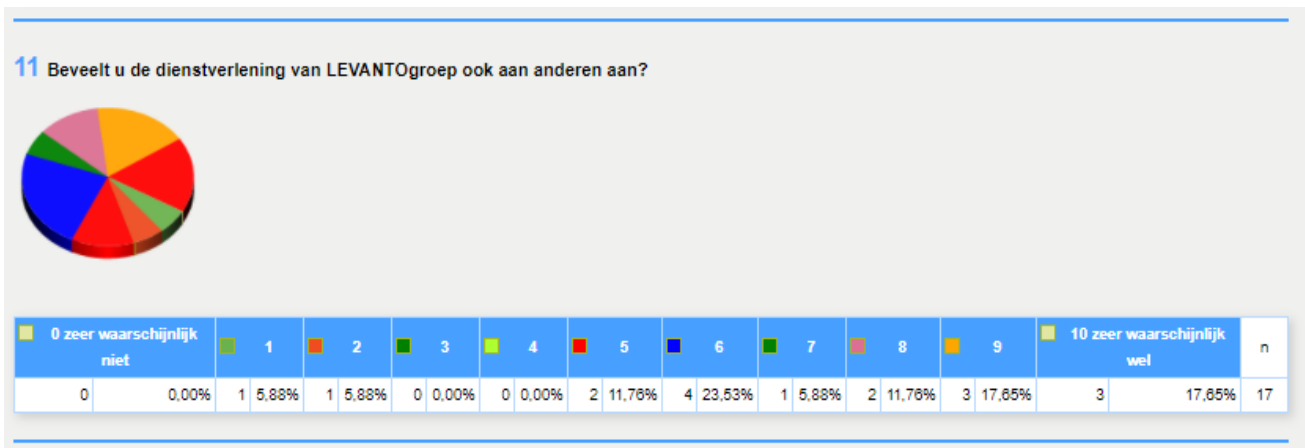 11 Beveelt u de dienstverlening van LEVANTOgroep ook aan anderen aan?
0 zeer waarschijnlijk niet 1 2 3 4 5 6 7 8 9 10 zeer waarschijnlijk wel n
0 0,00% 1 5,88% 1 5,88% 0 0,00% 0 0,00% 2 11,76% 4 23,53% 1 5,88% 2 11,76% 3 17,65% 3 17,65% 17